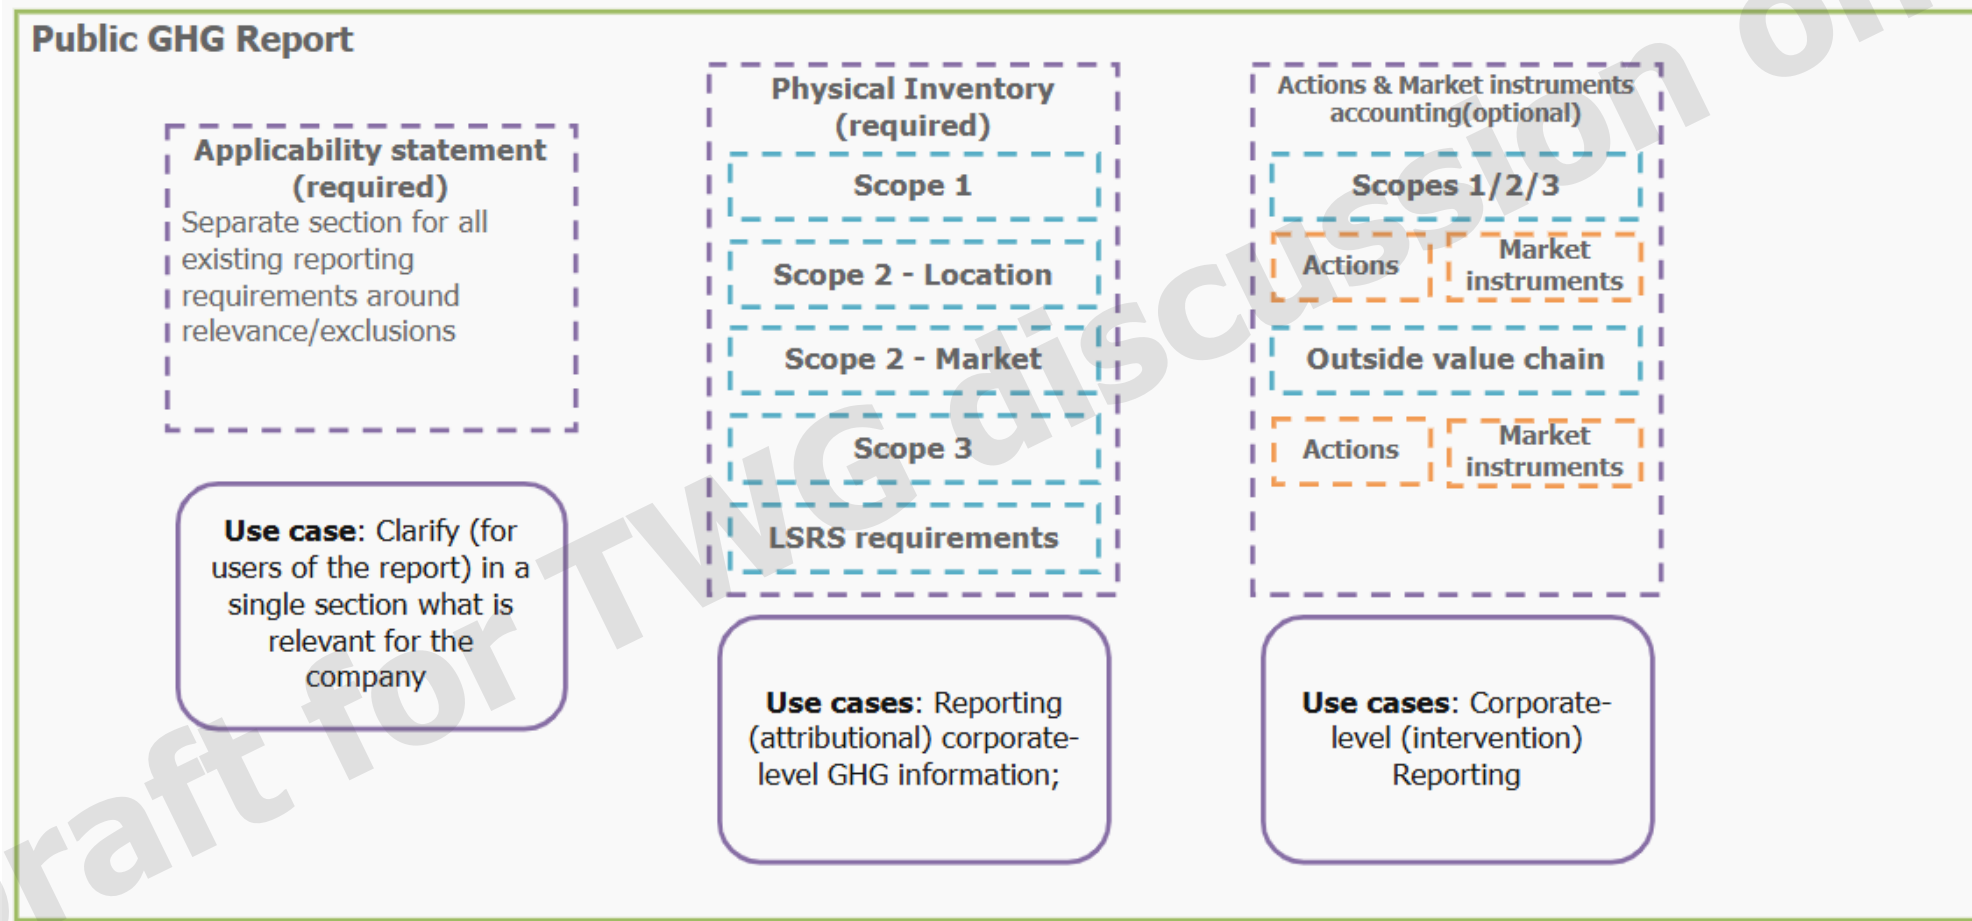 Public GHG Report
Applicability statement
(required)
Separate section for all
existing reporting
requirements around
relevance/exclusions
Use case: Clarify (for
users of the report) in a
single section what is
relevant for the
company
Physical Inventory
(required)
Scope 1
Scope 2 - Location
Scope 2 - Market
Scope 3
LSRS requirements
Use cases: Reporting
(attributional) corporate-
level GHG information;
Actions & Market instruments
accounting(optional)
Scopes 1/2/3
Actions
Market
instruments
Outside value chain
Actions
Market
instruments
Use cases: Corporate-
level (intervention)
Reporting
raft for TWG discussion on